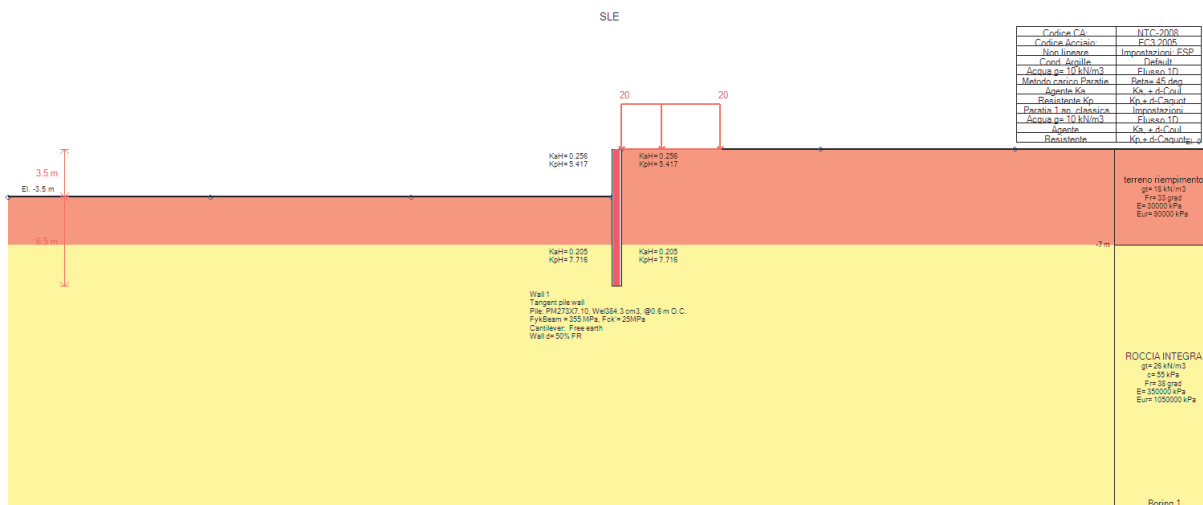 SLE
Codice CA: NTC-2008
Codice Acciaio: EC3 2005
Non lineare Impostazioni: ESP
Cond. Argille Default
Acqua g= 10 kN/m3 Flusso 1D
Metodo carico Paratie Beta= 45 deg
Agente Ka Ka, + d-Coul
Resistente Kp Kp,+ d-Caquot
Paratia 1 an. classica Impostazioni
Acqua g= 10 kN/m3 Flusso 1D
Agente Ka, + d-Coul
Resistente Kp,+ d-Caquot
El. 0
20
20
KaH= 0.256
KpH= 5.417
KaH= 0.256
KpH= 5.417
3.5 m
El. -3.5 m
6.5 m
terreno riempimento
gt= 18 kN/m3
Fr= 33 grad
E= 30000 kPa
Eur= 90000 kPa
-7 m
KaH= 0.205
KpH= 7.716
KaH= 0.205
KpH= 7.716
Wall 1
Tangent pile wall
Pile: PM273X7.10, Wel384.3 cm3, @0.6 m O.C.
FykBeam = 355 MPa, Fck'= 25MPa
Cantilever: Free earth
Wall d= 50% FR
ROCCIA INTEGRA
gt= 26 kN/m3
c= 55 kPa
Fr= 38 grad
E= 350000 kPa
Eur= 1050000 kPa
Boring 1